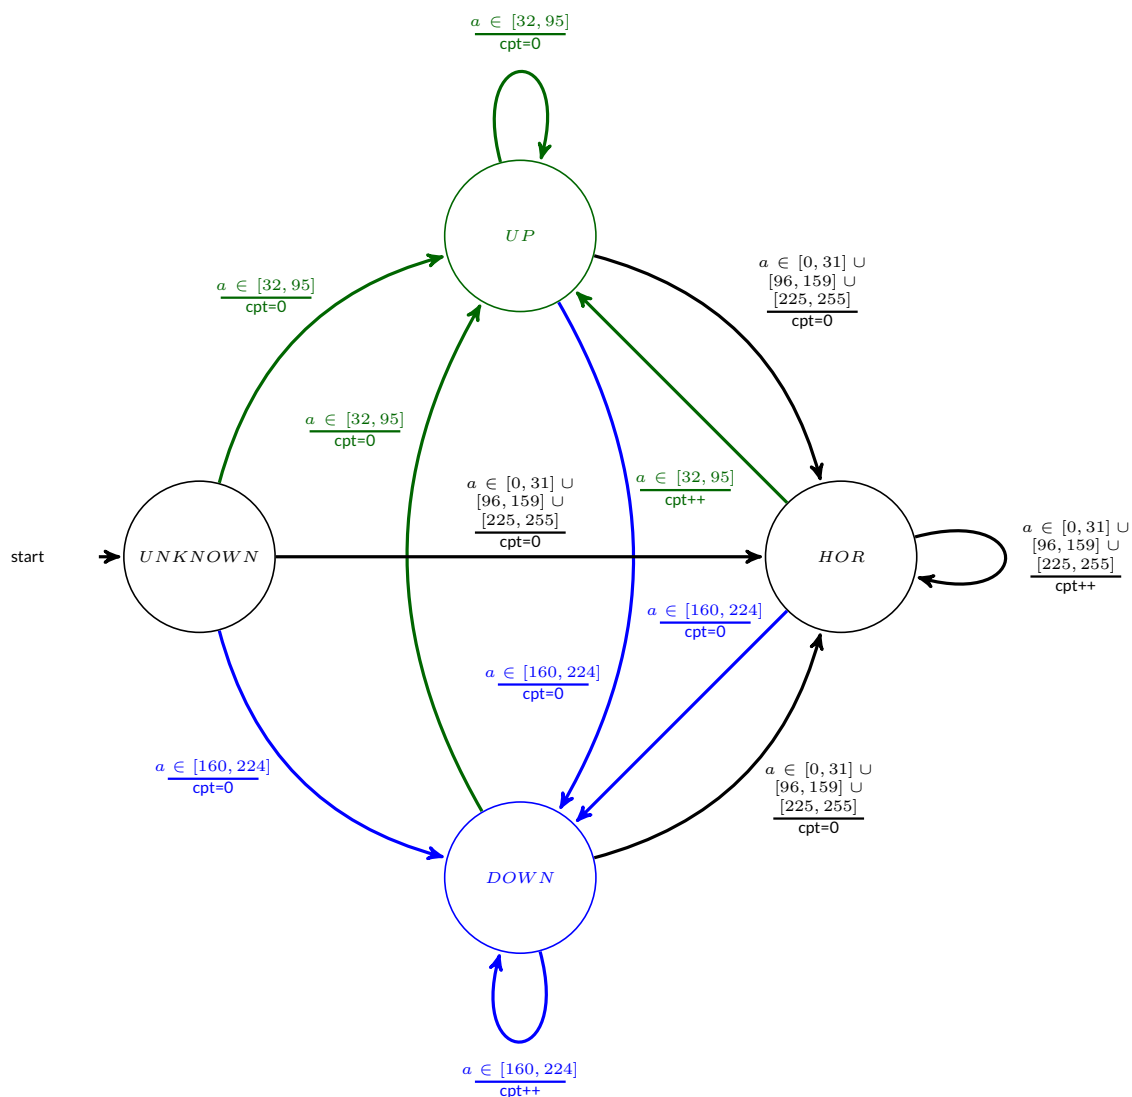 a ∈ [32, 95]
cpt=0
UP
a ∈ [0, 31] ∪
[96, 159] ∪
[225, 255]
cpt=0
a ∈ [32, 95]
cpt=0
a ∈ [32, 95]
cpt=0
a ∈ [32, 95]
cpt++
a ∈ [0, 31] ∪
[96, 159] ∪
[225, 255]
cpt=0
start
UNKNOWN
HOR
a ∈ [0, 31] ∪
[96, 159] ∪
[225, 255]
cpt++
a ∈ [160, 224]
cpt=0
a ∈ [160, 224]
cpt=0
a ∈ [160, 224]
cpt=0
a ∈ [0, 31] ∪
[96, 159] ∪
[225, 255]
cpt=0
DOWN
a ∈ [160, 224]
cpt++